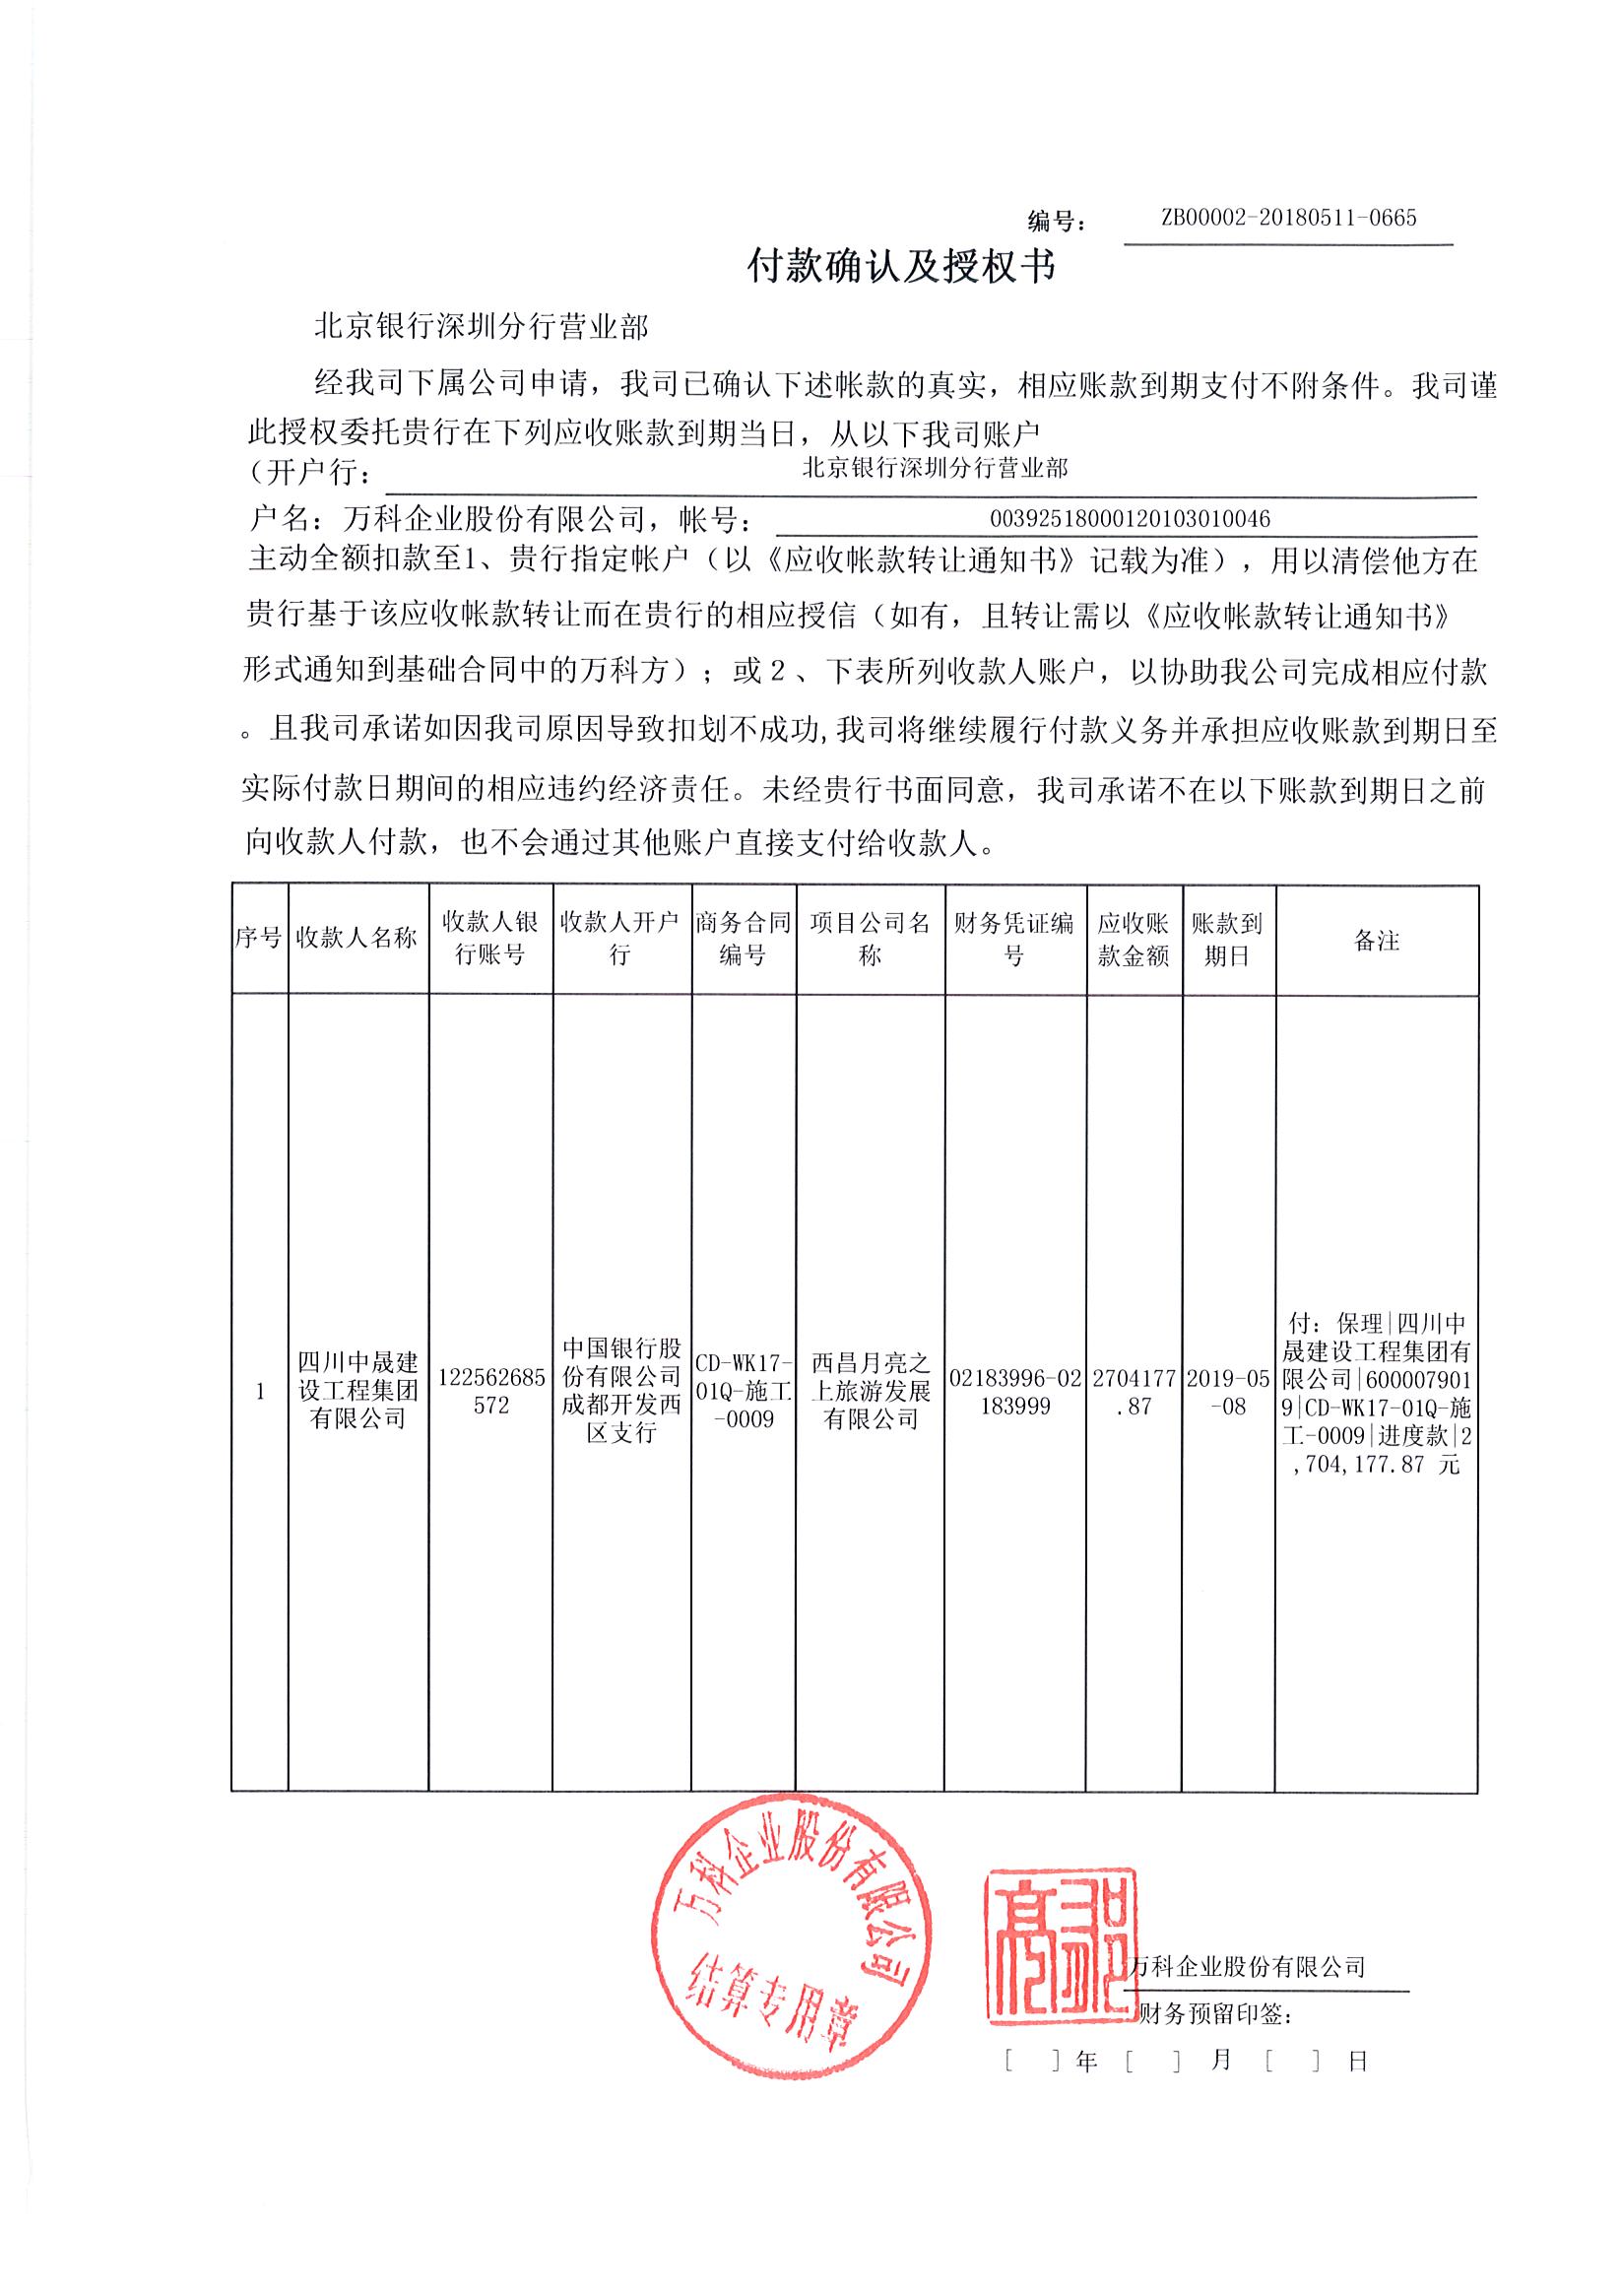 编号： ZB00002-20180511-0665
付款确认及授权书
北京银行深圳分行营业部
经我司下属公司申请，我司已确认下述帐款的真实，相应账款到期支付不附条件。我司谨
此授权委托贵行在下列应收账款到期当日，从以下我司账户
（开户行： 北京银行深圳分行营业部
户名：万科企业股份有限公司，帐号： 00392518000120103010046
主动全额扣款至1、贵行指定帐户（以《应收帐款转让通知书》记载为准），用以清偿他方在
贵行基于该应收帐款转让而在贵行的相应授信（如有，且转让需以《应收帐款转让通知书》
形式通知到基础合同中的万科方）；或2、下表所列收款人账户，以协助我公司完成相应付款
。且我司承诺如因我司原因导致扣划不成功,我司将继续履行付款义务并承担应收账款到期日至
实际付款日期间的相应违约经济责任。未经贵行书面同意，我司承诺不在以下账款到期日之前
向收款人付款，也不会通过其他账户直接支付给收款人。
序号
收款人名称
收款人银
行账号
收款人开户
行
商务合同
编号
项目公司名
称
财务凭证编
号
应收账
款金额
账款到
期日
备注
1
四川中晟建
设工程集团
有限公司
122562685
572
中国银行股
份有限公司
成都开发西
区支行
CD-WK17-
01Q-施工
-0009
西昌月亮之
上旅游发展
有限公司
02183996-02
183999
2704177
.87
2019-05
-08
付：保理|四川中
晟建设工程集团有
限公司|600007901
9|CD-WK17-01Q-施
工-0009|进度款|2
,704,177.87 元
万科企业股份有限公司
结算专用章
万科企业股份有限公司
财务预留印签：
[ ]年 [ ] 月 [ ] 日